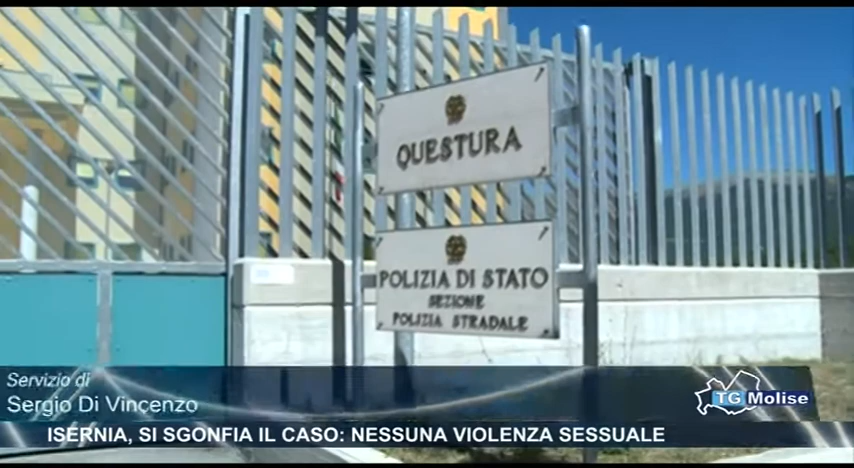 QUESTURA
POLIZIA DI STATO
SEZIONE
POLIZIA STRADALE
Servizio di
Sergio Di Vincenzo
TG Molise
ISERNIA, SI SGONFIA IL CASO: NESSUNA VIOLENZA SESSUALE